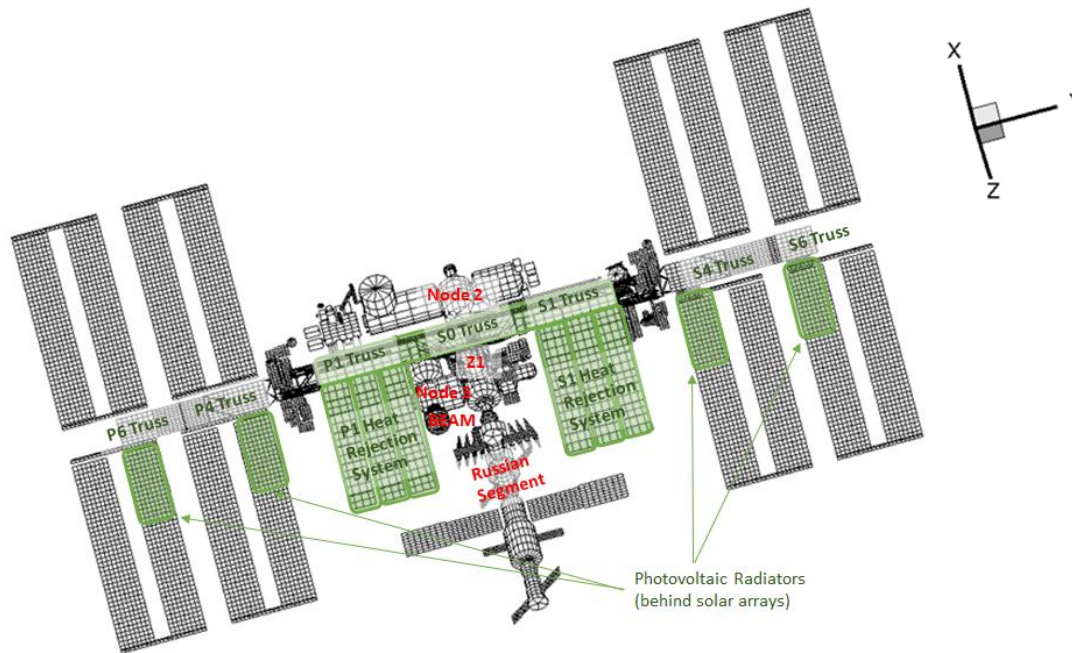 X
Y
Z
S6 Truss
S4 Truss
Node 2
S1 Truss
S0 Truss
P1 Truss
Z1
Node 3
BEAM
S1 Heat
Rejection
System
P4 Truss
P6 Truss
P1 Heat
Rejection
System
Russian
Segment
Photovoltaic Radiators
(behind solar arrays)